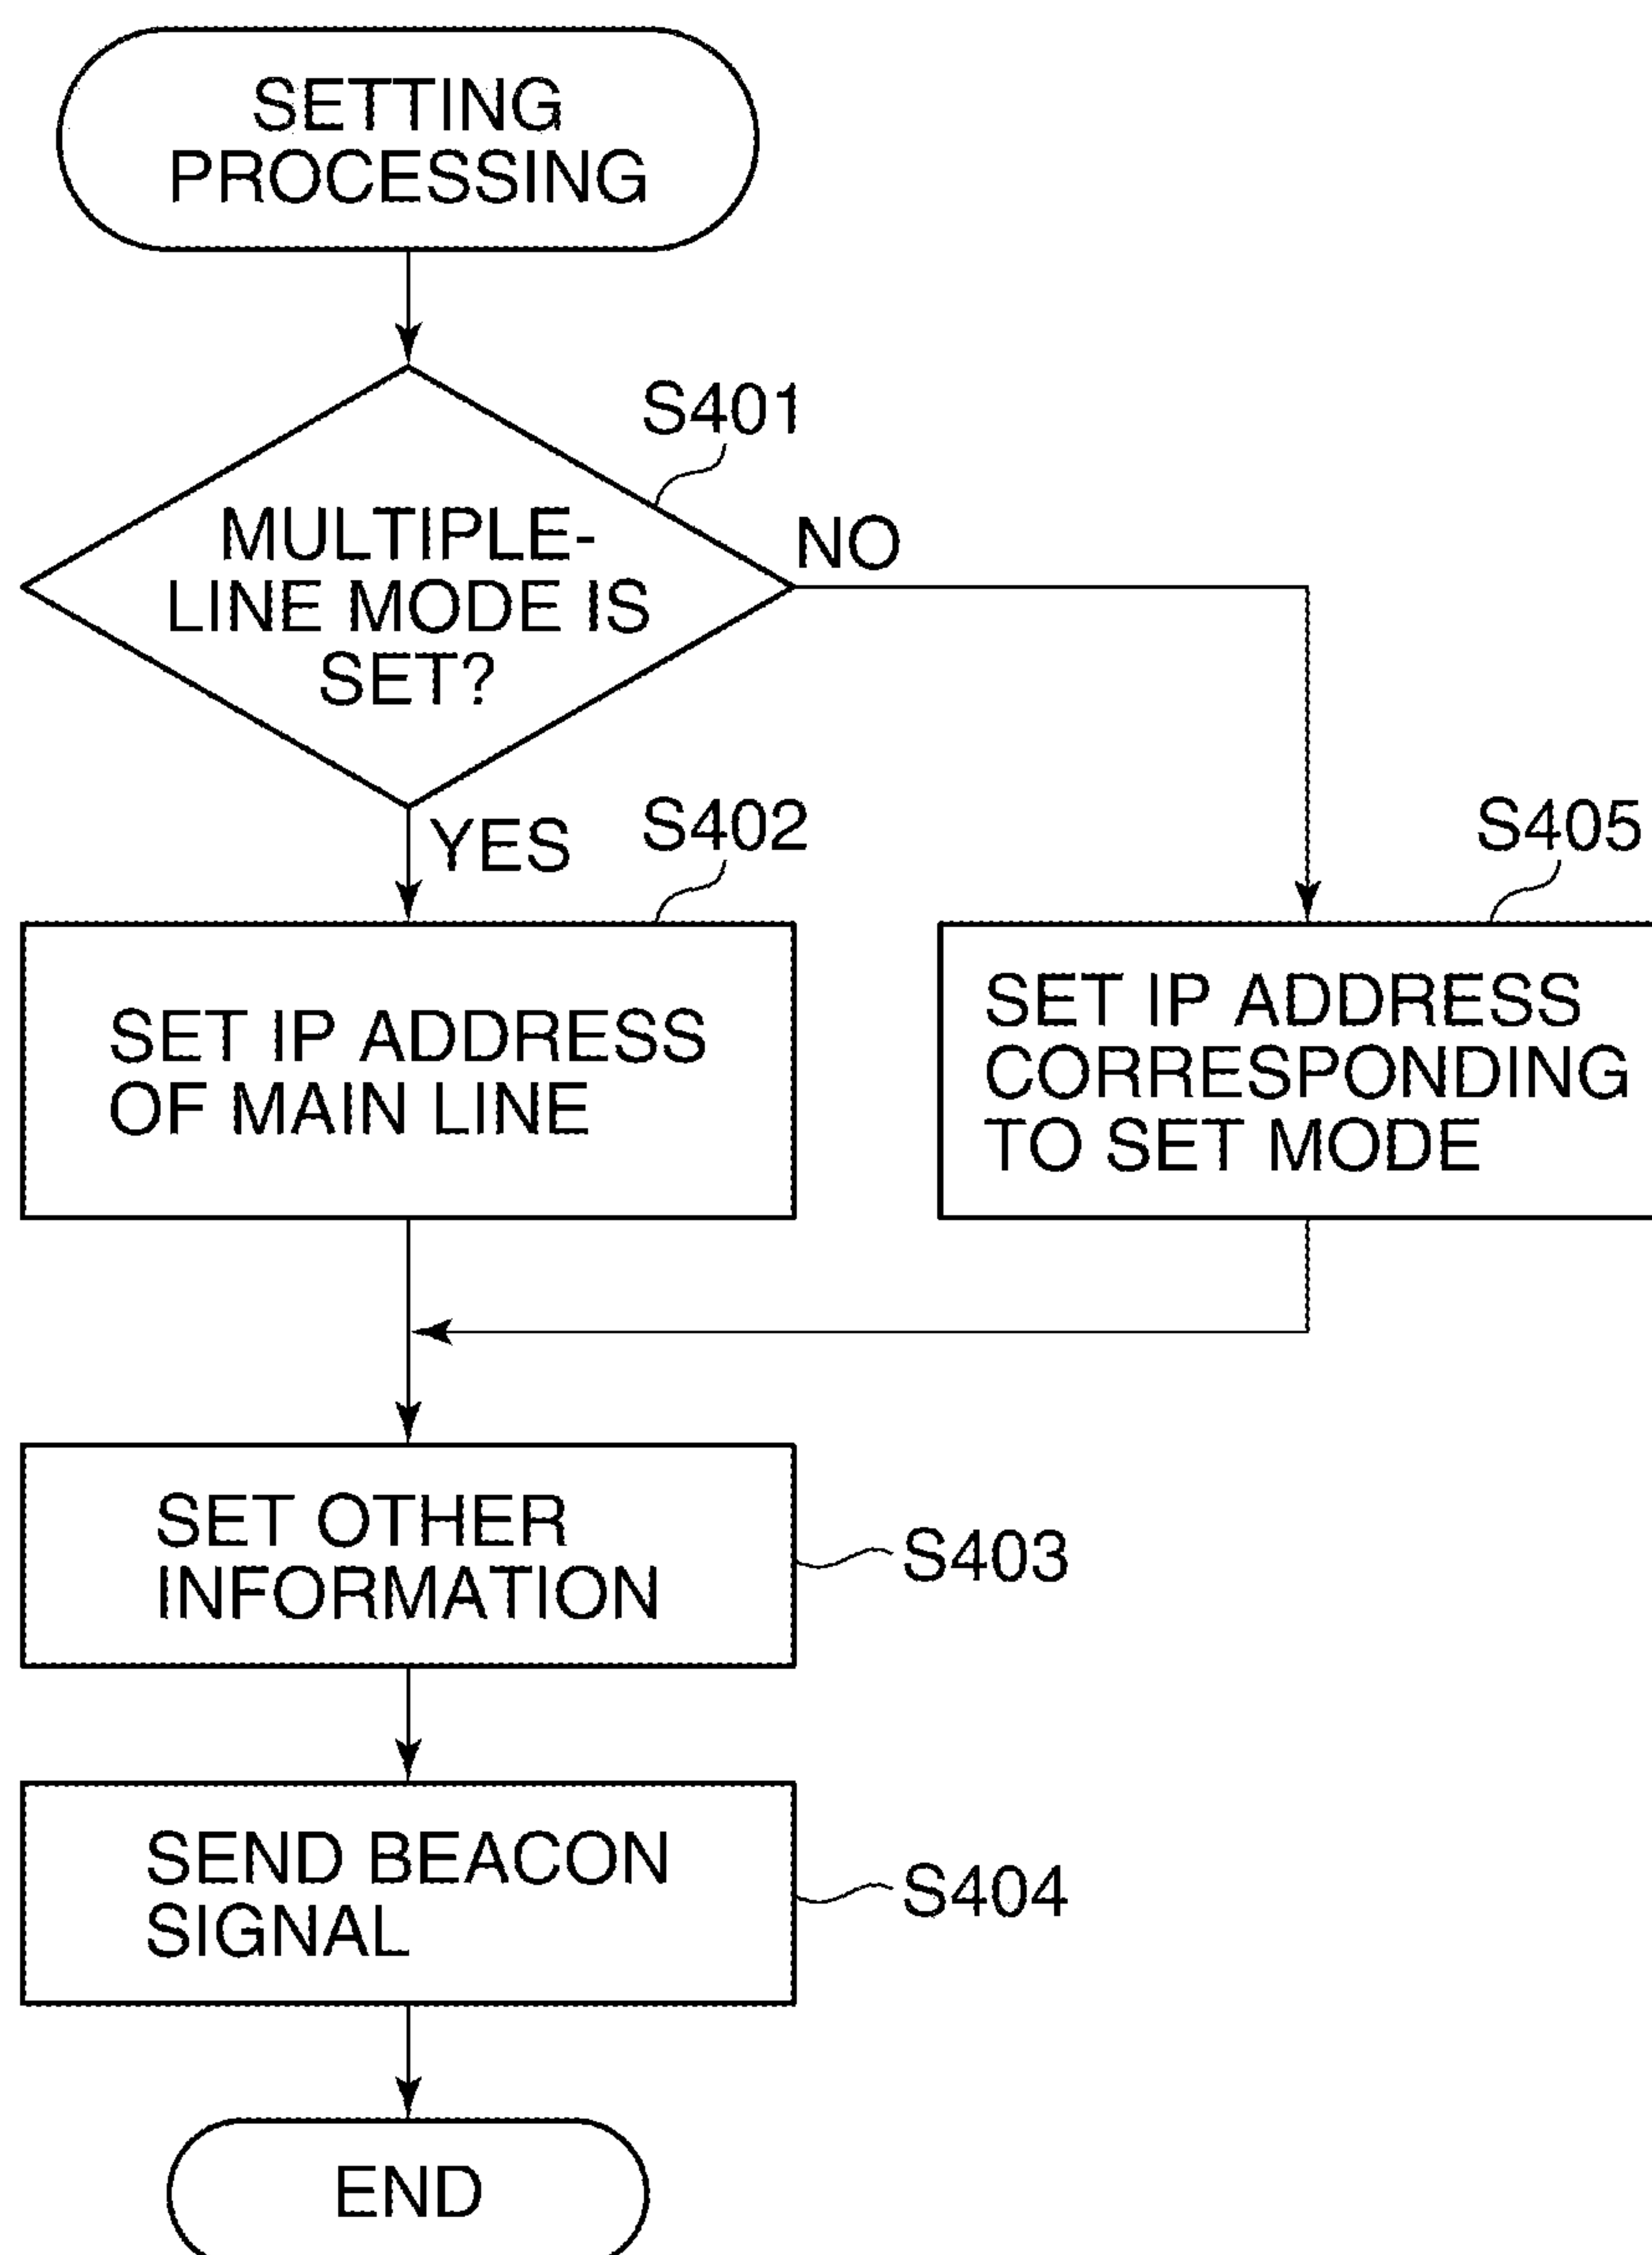 SETTING
PROCESSING
S401
MULTIPLE-
LINE MODE IS
SET?
NO
YES
S402
SET IP ADDRESS
OF MAIN LINE
S405
SET IP ADDRESS
CORRESPONDING
TO SET MODE
SET OTHER
INFORMATION
S403
SEND BEACON
SIGNAL
S404
END